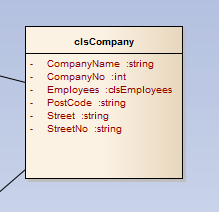 clsCompany
- CompanyName :string
- CompanyNo :int
- Employees :clsEmployees
- PostCode :string
- Street :string
- StreetNo :string